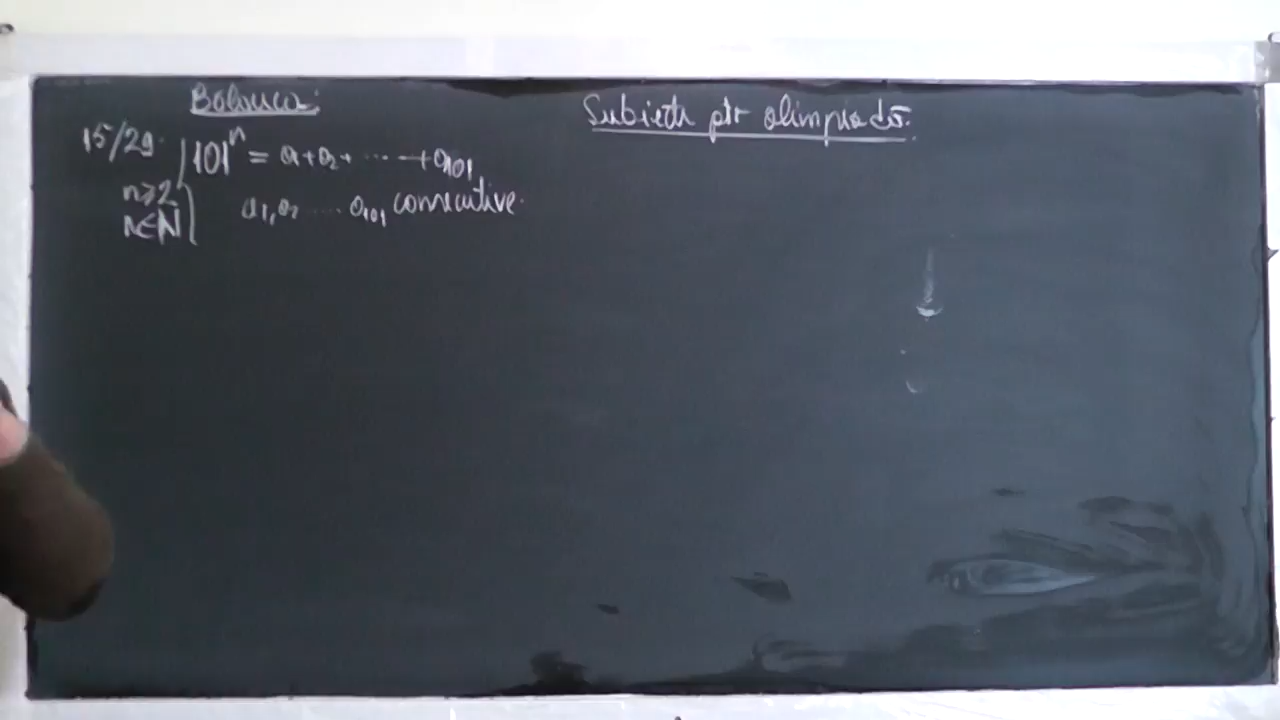 Subiecte ptr olimpiadă.
15/29. 101ⁿ = a₁+a₂+ ..... +a₁₀₁
n⩾2
n∈N a₁,a₂ ..... a₁₀₁ consecutive.